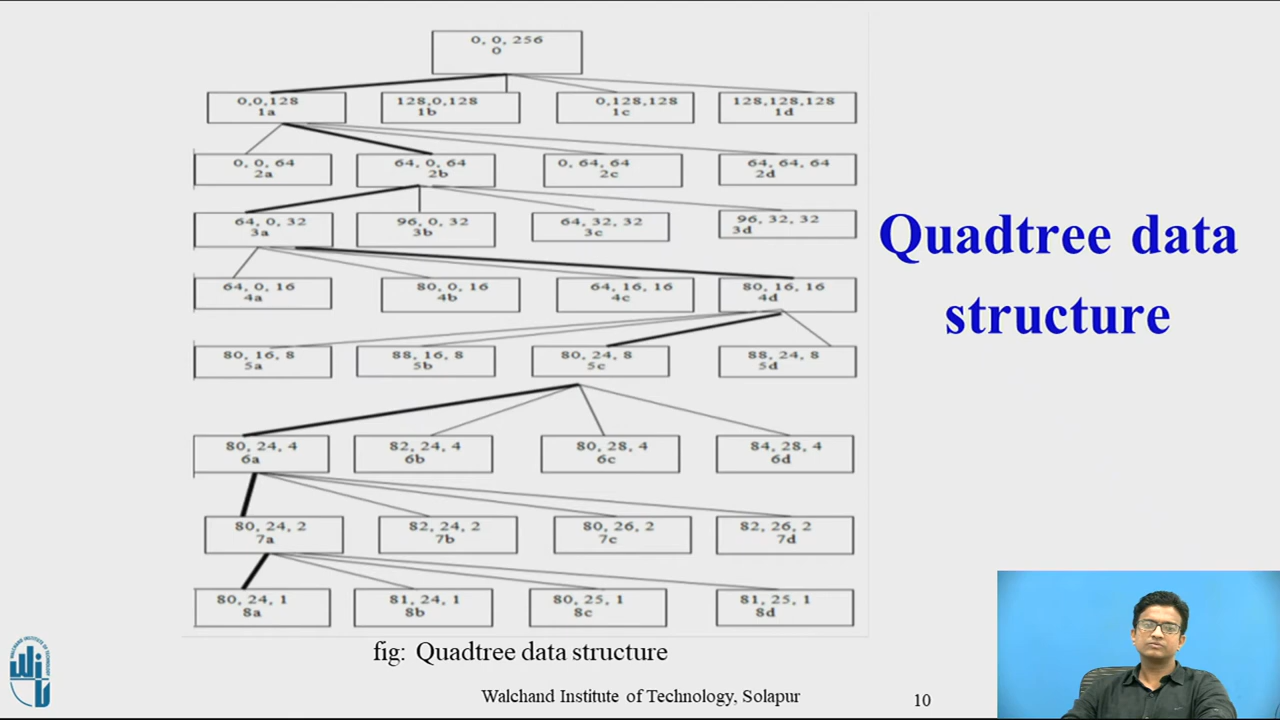 0, 0, 256
0
0,0,128
1a
128,0,128
1b
0,128,128
1c
128,128,128
1d
0, 0, 64
2a
64, 0, 64
2b
0, 64, 64
2c
64, 64, 64
2d
64, 0, 32
3a
96, 0, 32
3b
64, 32, 32
3c
96, 32, 32
3d
64, 0, 16
4a
80, 0, 16
4b
64, 16, 16
4c
80, 16, 16
4d
80, 16, 8
5a
88, 16, 8
5b
80, 24, 8
5c
88, 24, 8
5d
80, 24, 4
6a
82, 24, 4
6b
80, 28, 4
6c
84, 28, 4
6d
80, 24, 2
7a
82, 24, 2
7b
80, 26, 2
7c
82, 26, 2
7d
80, 24, 1
8a
81, 24, 1
8b
80, 25, 1
8c
81, 25, 1
8d
fig: Quadtree data structure
Quadtree data
structure
Walchand Institute of Technology, Solapur
10